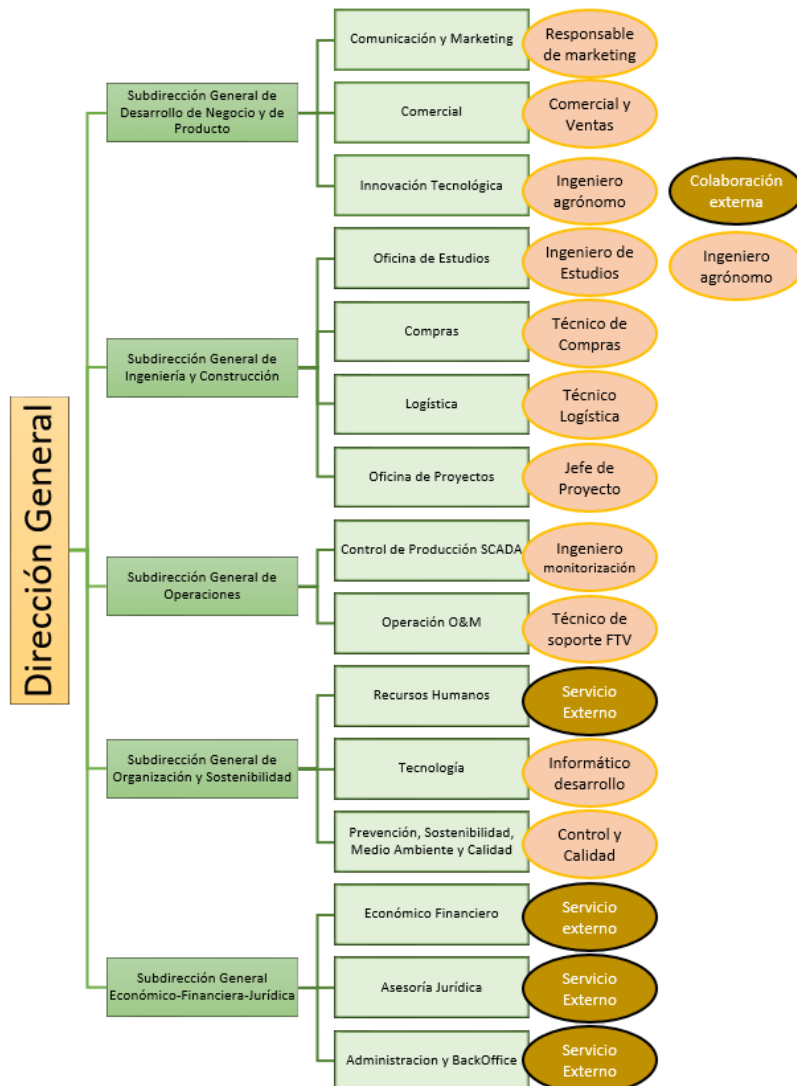 Dirección General
Subdirección General de
Desarrollo de Negocio y de
Producto
Comunicación y Marketing
Responsable
de marketing
Comercial
Comercial y
Ventas
Innovación Tecnológica
Ingeniero
agrónomo
Colaboración
externa
Subdirección General de
Ingeniería y Construcción
Oficina de Estudios
Ingeniero de
Estudios
Ingeniero
agrónomo
Compras
Técnico de
Compras
Logística
Técnico
Logística
Oficina de Proyectos
Jefe de
Proyecto
Subdirección General de
Operaciones
Control de Producción SCADA
Ingeniero
monitorización
Operación O&M
Técnico de
soporte FTV
Subdirección General de
Organización y Sostenibilidad
Recursos Humanos
Servicio
Externo
Tecnología
Informático
desarrollo
Prevención, Sostenibilidad,
Medio Ambiente y Calidad
Control y
Calidad
Subdirección General
Económico-Financiera-Jurídica
Económico Financiero
Servicio
externo
Asesoría Jurídica
Servicio
Externo
Administracion y BackOffice
Servicio
Externo